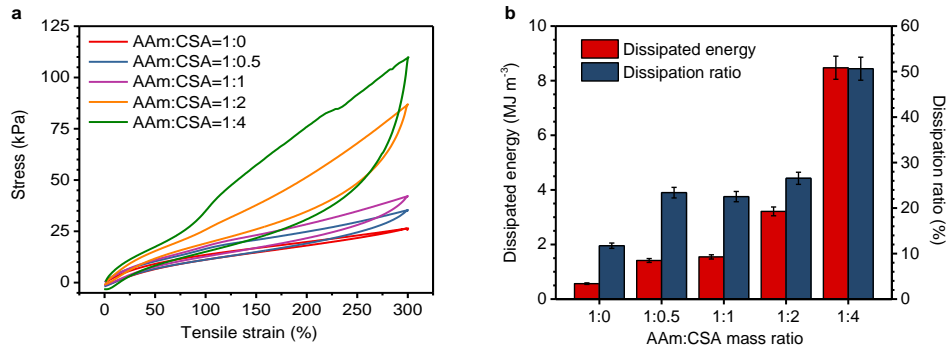 a
125
100
75
50
25
0
Stress (kPa)
AAm:CSA=1:0
AAm:CSA=1:0.5
AAm:CSA=1:1
AAm:CSA=1:2
AAm:CSA=1:4
0 50 100 150 200 250 300
Tensile strain (%)
b
10
8
6
4
2
0
Dissipated energy (MJ m⁻³)
Dissipated energy
Dissipation ratio
60
50
40
30
20
10
0
Dissipation ratio (%)
1:0 1:0.5 1:1 1:2 1:4
AAm:CSA mass ratio